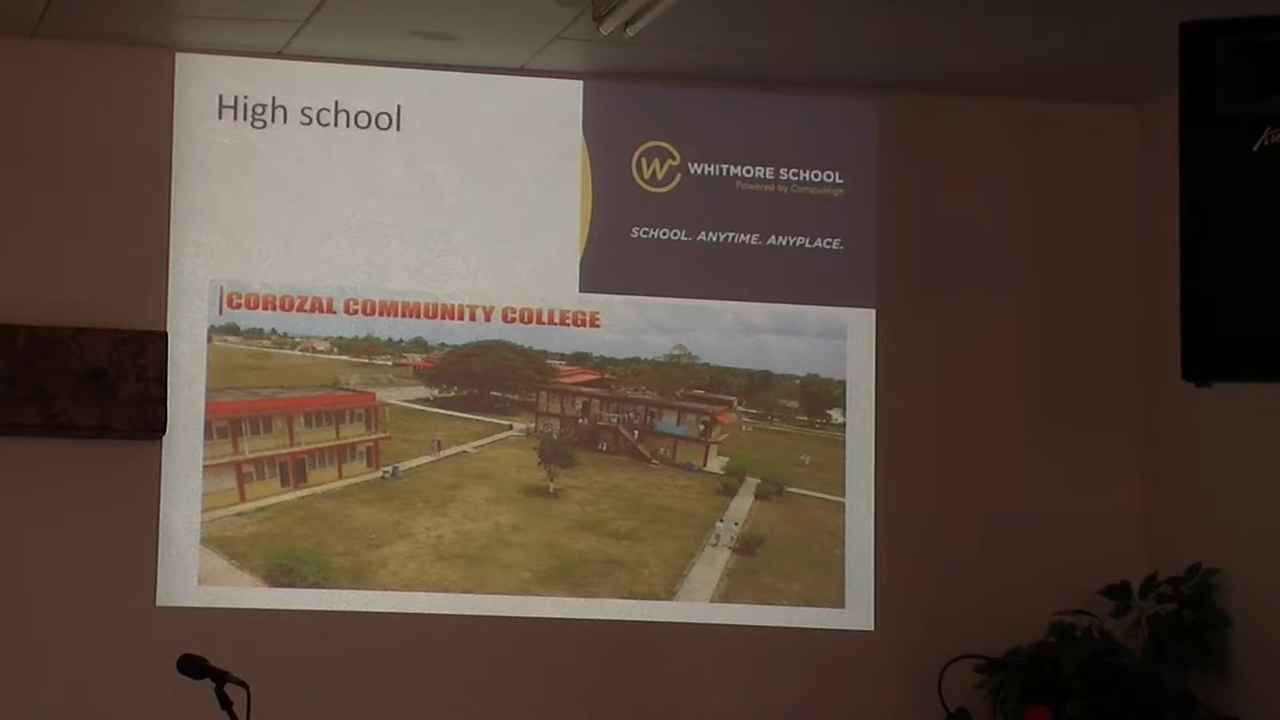 High school
WHITMORE SCHOOL
Powered by CompuHigh
SCHOOL. ANYTIME. ANYPLACE.
COROZAL COMMUNITY COLLEGE